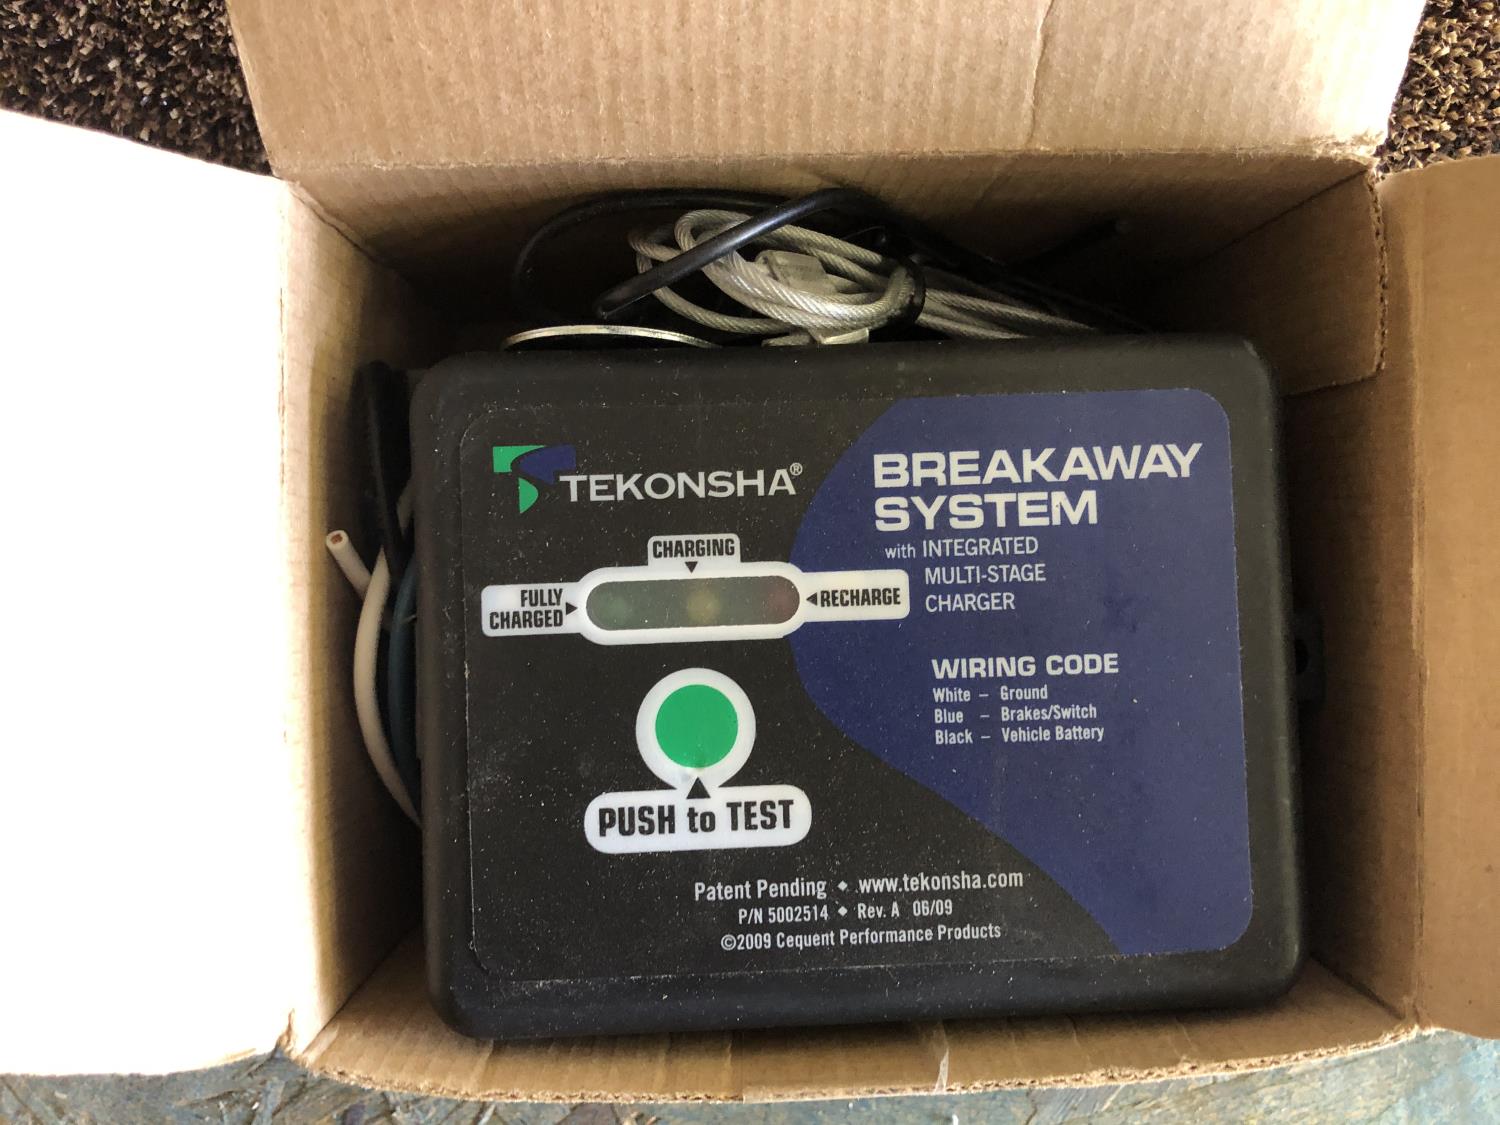 TEKONSHA®
BREAKAWAY
SYSTEM
with INTEGRATED
MULTI-STAGE
CHARGER
CHARGING
FULLY
CHARGED
RECHARGE
WIRING CODE
White – Ground
Blue – Brakes/Switch
Black – Vehicle Battery
PUSH to TEST
Patent Pending ◆ www.tekonsha.com
P/N 5002514 ◆ Rev. A 06/09
©2009 Cequent Performance Products